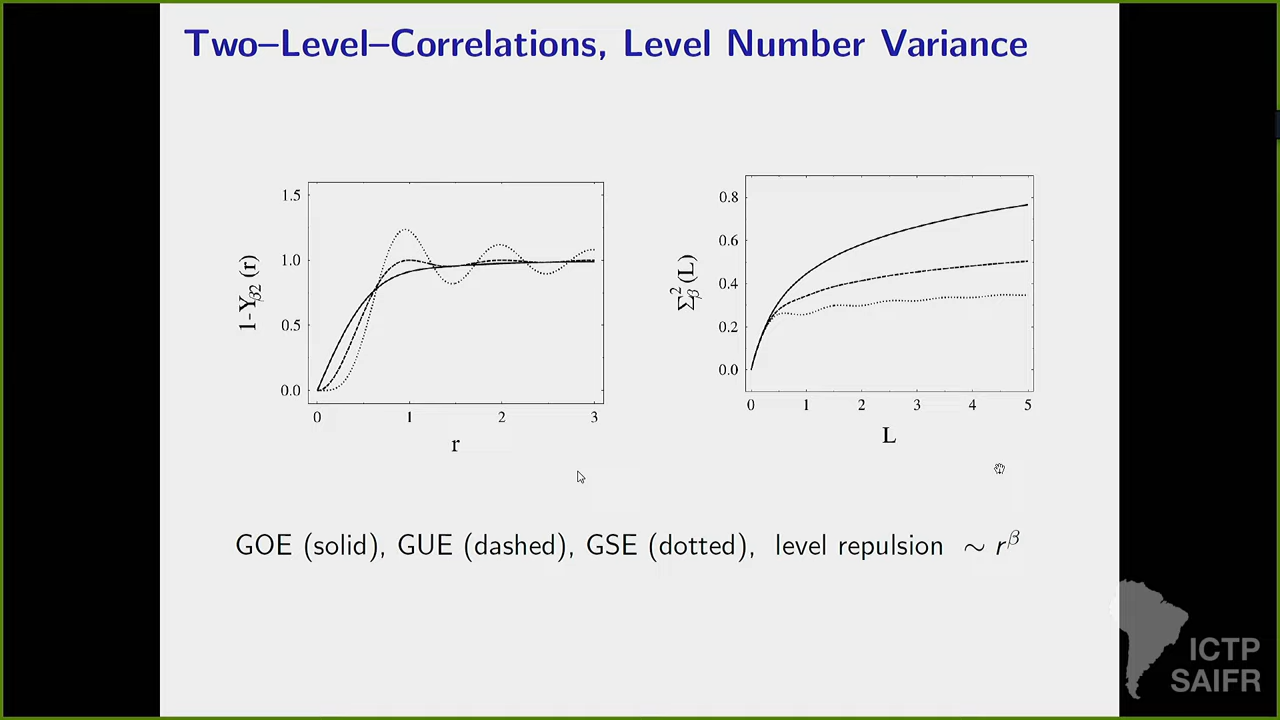 Two–Level–Correlations, Level Number Variance
1.5
1.0
0.5
0.0
1-Y_{β2}(r)
0 1 2 3
r
0.8
0.6
0.4
0.2
0.0
Σ²_β(L)
0 1 2 3 4 5
L
GOE (solid), GUE (dashed), GSE (dotted), level repulsion ∼ r^β
ICTP
SAIFR